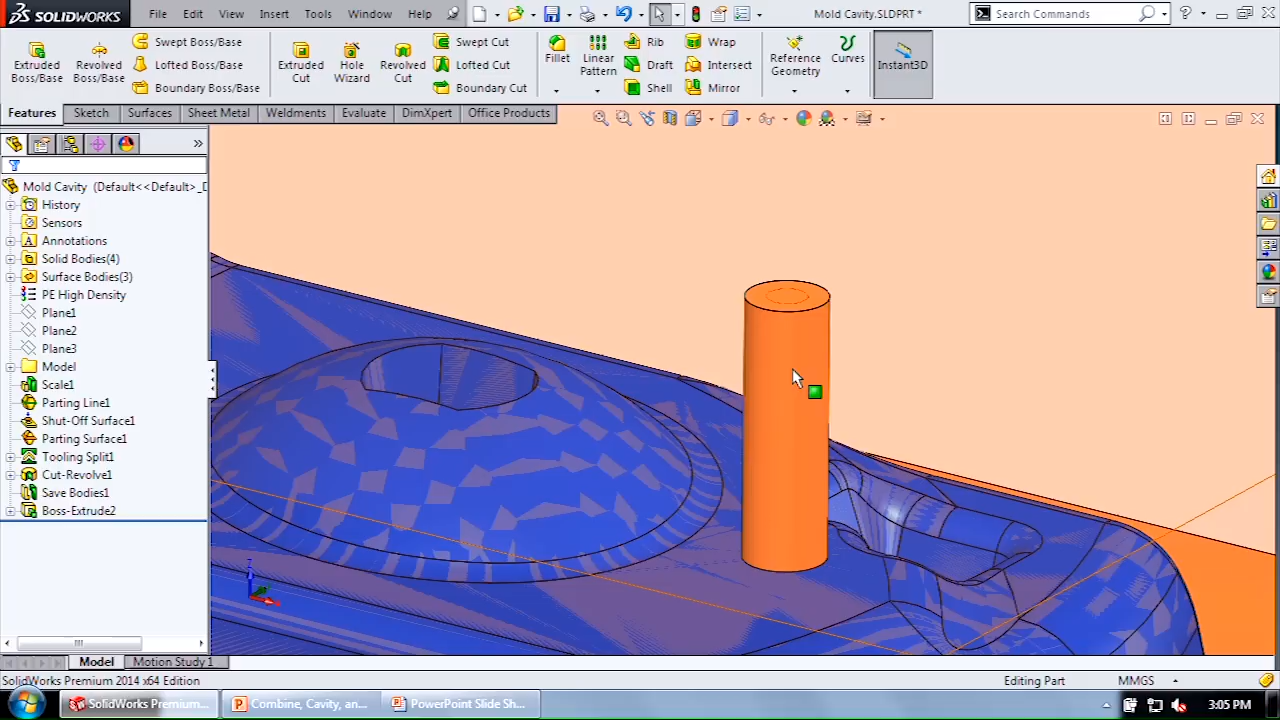 SOLIDWORKS File Edit View Insert Tools Window Help Mold Cavity.SLDPRT * Search Commands
Extruded Boss/Base
Revolved Boss/Base
Swept Boss/Base
Lofted Boss/Base
Boundary Boss/Base
Extruded Cut
Hole Wizard
Revolved Cut
Swept Cut
Lofted Cut
Boundary Cut
Fillet
Linear Pattern
Rib
Draft
Shell
Wrap
Intersect
Mirror
Reference Geometry
Curves
Instant3D
Features Sketch Surfaces Sheet Metal Weldments Evaluate DimXpert Office Products
Mold Cavity (Default<<Default>_D
History
Sensors
Annotations
Solid Bodies(4)
Surface Bodies(3)
PE High Density
Plane1
Plane2
Plane3
Model
Scale1
Parting Line1
Shut-Off Surface1
Parting Surface1
Tooling Split1
Cut-Revolve1
Save Bodies1
Boss-Extrude2
Model Motion Study 1
SolidWorks Premium 2014 x64 Edition Editing Part MMGS
SolidWorks Premium... Combine, Cavity, an... PowerPoint Slide Sh... 3:05 PM